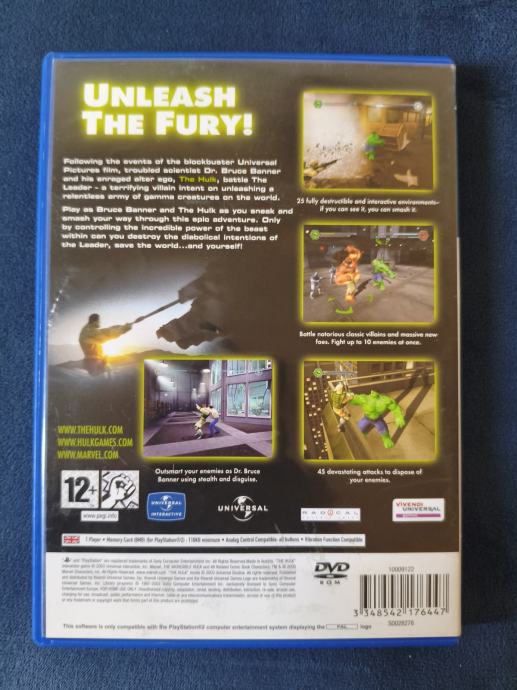 UNLEASH
THE FURY!
Following the events of the blockbuster Universal
Pictures film, troubled scientist Dr. Bruce Banner
and his enraged alter ego, The Hulk, battle The
Leader - a terrifying villain intent on unleashing a
relentless army of gamma creatures on the world.
Play as Bruce Banner and The Hulk as you sneak and
smash your way through this epic adventure. Only
by controlling the incredible power of the beast
within can you destroy the diabolical intentions of
the Leader, save the world...and yourself!
25 fully destructible and interactive environments–
if you can see it, you can smash it.
Battle notorious classic villains and massive new
foes. Fight up to 10 enemies at once.
WWW.THEHULK.COM
WWW.HULKGAMES.COM
WWW.MARVEL.COM
Outsmart your enemies as Dr. Bruce
Banner using stealth and disguise.
45 devastating attacks to dispose of
your enemies.
12+
www.pegi.info
UNIVERSAL
INTERACTIVE
UNIVERSAL
RADICAL
VIVENDI
UNIVERSAL
1 Player • Memory Card (8MB) (for PlayStation®2) : 118KB minimum • Analog Control Compatible: all buttons • Vibration Function Compatible
DVD
ROM
10009122
3 348542 176447
S0028276
This software is only compatible with the PlayStation®2 computer entertainment system displaying the PAL logo